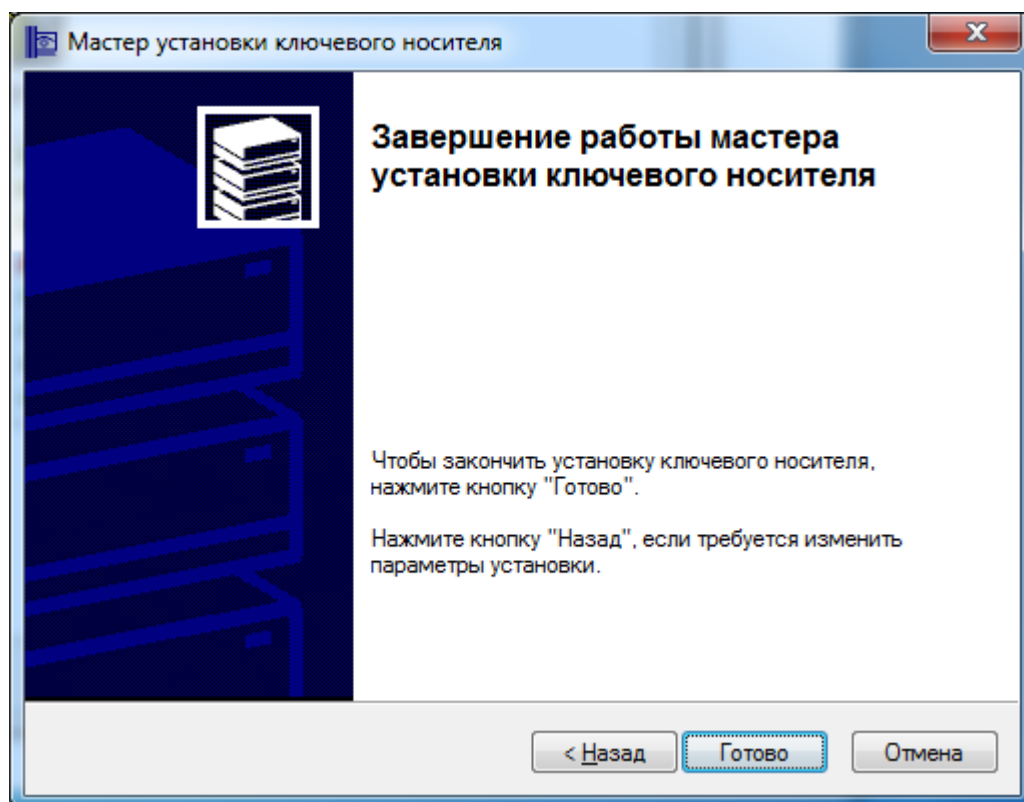 Мастер установки ключевого носителя
Завершение работы мастера
установки ключевого носителя
Чтобы закончить установку ключевого носителя,
нажмите кнопку "Готово".
Нажмите кнопку "Назад", если требуется изменить
параметры установки.
< Назад Готово Отмена